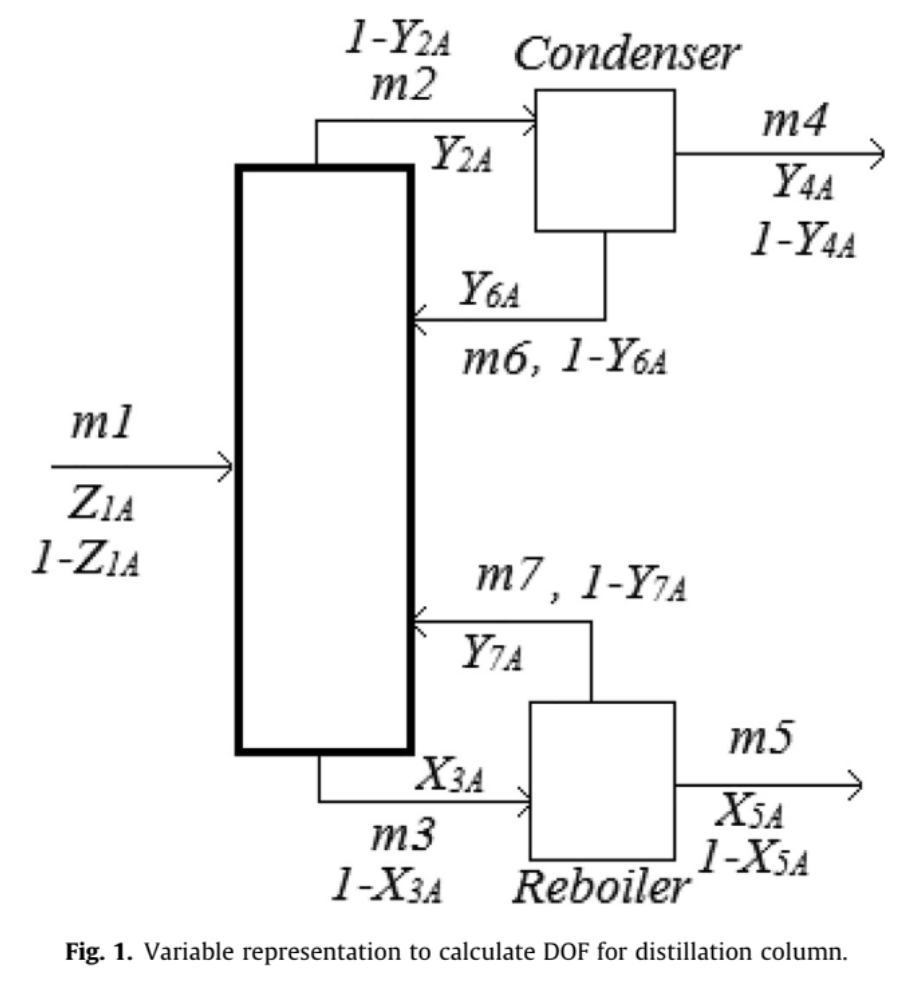 1-Y2A
m2
Condenser
Y2A
m4
Y4A
1-Y4A
Y6A
m6, 1-Y6A
m1
Z1A
1-Z1A
m7, 1-Y7A
Y7A
X3A
m3
1-X3A
m5
X5A
1-X5A
Reboiler
Fig. 1. Variable representation to calculate DOF for distillation column.